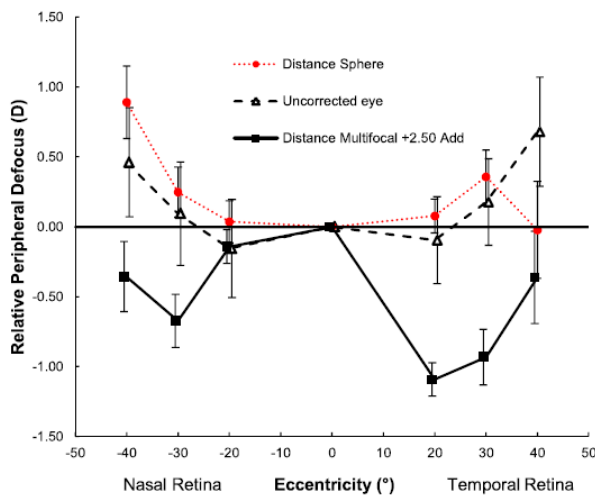 Relative Peripheral Defocus (D)
1.50
1.00
0.50
0.00
-0.50
-1.00
-1.50
Distance Sphere
Uncorrected eye
Distance Multifocal +2.50 Add
-50 -40 -30 -20 -10 0 10 20 30 40 50
Nasal Retina Eccentricity (°) Temporal Retina